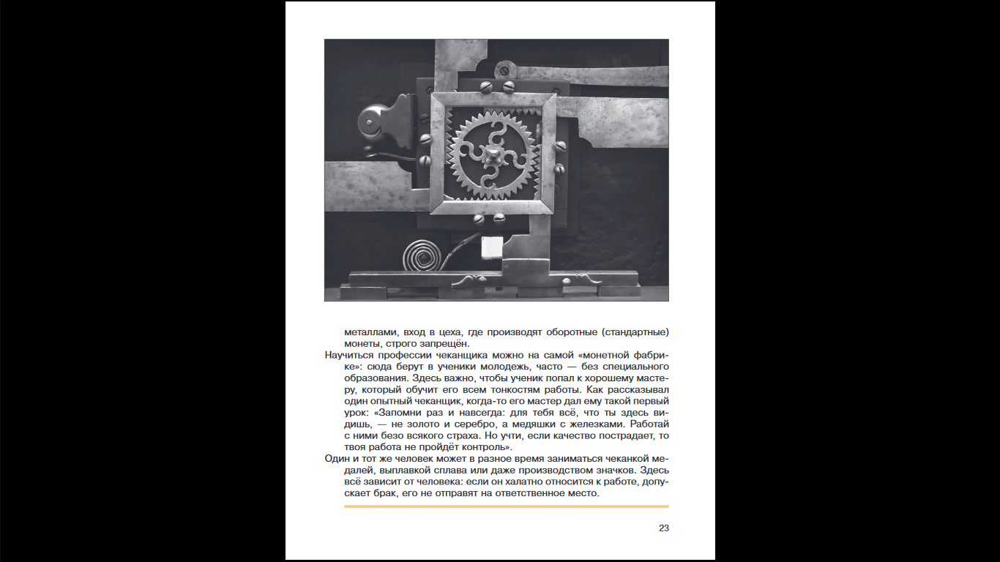 металлами, вход в цеха, где производят оборотные (стандартные)
монеты, строго запрещён.
Научиться профессии чеканщика можно на самой «монетной фабри-
ке»: сюда берут в ученики молодежь, часто — без специального
образования. Здесь важно, чтобы ученик попал к хорошему масте-
ру, который обучит его всем тонкостям работы. Как рассказывал
один опытный чеканщик, когда-то его мастер дал ему такой первый
урок: «Запомни раз и навсегда: для тебя всё, что ты здесь ви-
дишь, — не золото и серебро, а медяшки с железками. Работай
с ними безо всякого страха. Но учти, если качество пострадает, то
твоя работа не пройдёт контроль».
Один и тот же человек может в разное время заниматься чеканкой ме-
далей, выплавкой сплава или даже производством значков. Здесь
всё зависит от человека: если он халатно относится к работе, допу-
скает брак, его не отправят на ответственное место.
23